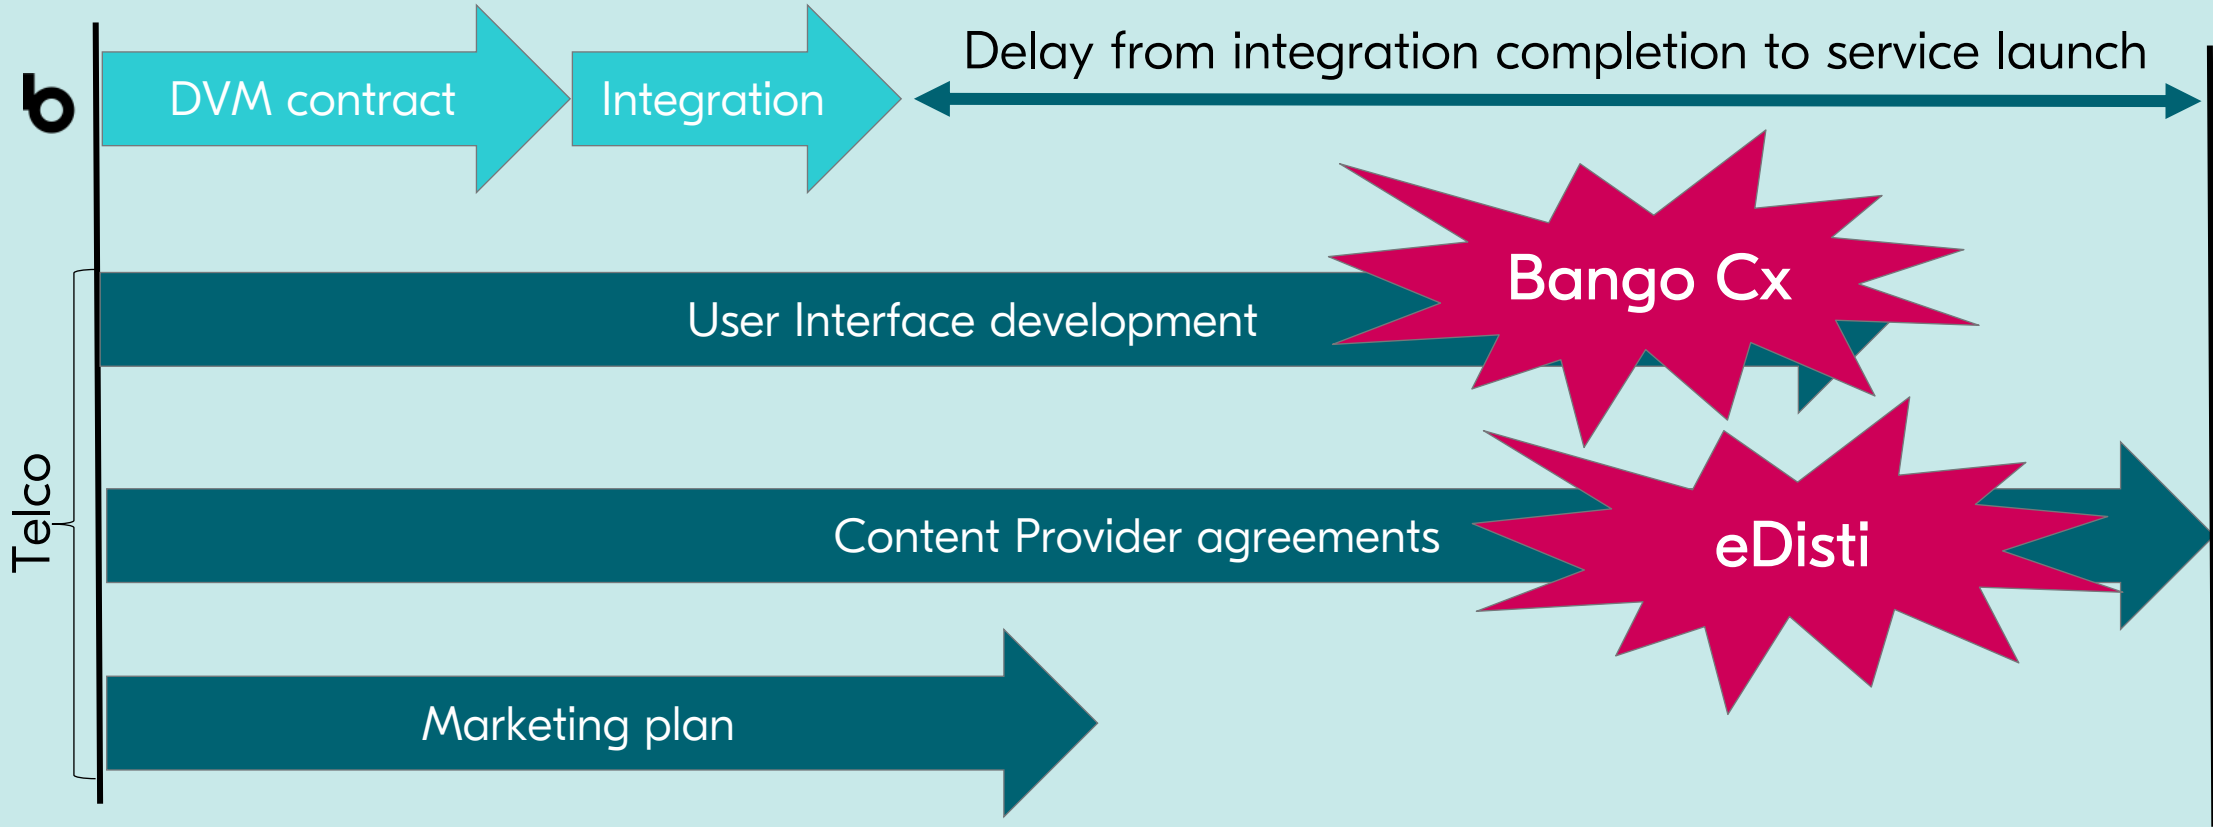 b
DVM contract
Integration
Delay from integration completion to service launch
Bango Cx
User Interface development
Telco
Content Provider agreements
eDisti
Marketing plan